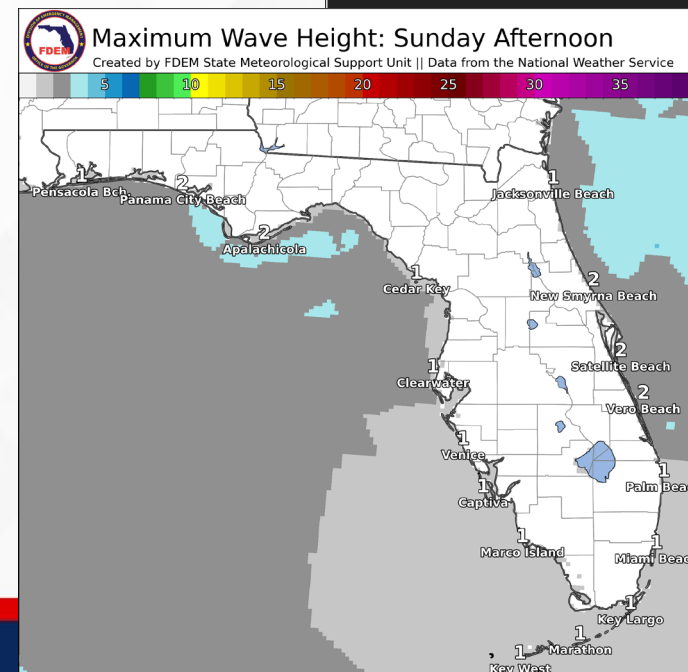 FDEM
Maximum Wave Height: Sunday Afternoon
Created by FDEM State Meteorological Support Unit || Data from the National Weather Service
5 10 15 20 25 30 35
1
Pensacola Bch.
2
Panama City Beach
1
Jacksonville Beach
2
Apalachicola
1
Cedar Key
2
New Smyrna Beach
2
Satellite Beach
1
Clearwater
2
Vero Beach
1
Venice
1
Palm Bea
1
Captiva
1
Marco Island
1
Miami Beac
1
Key Largo
1
Marathon
1
Key West